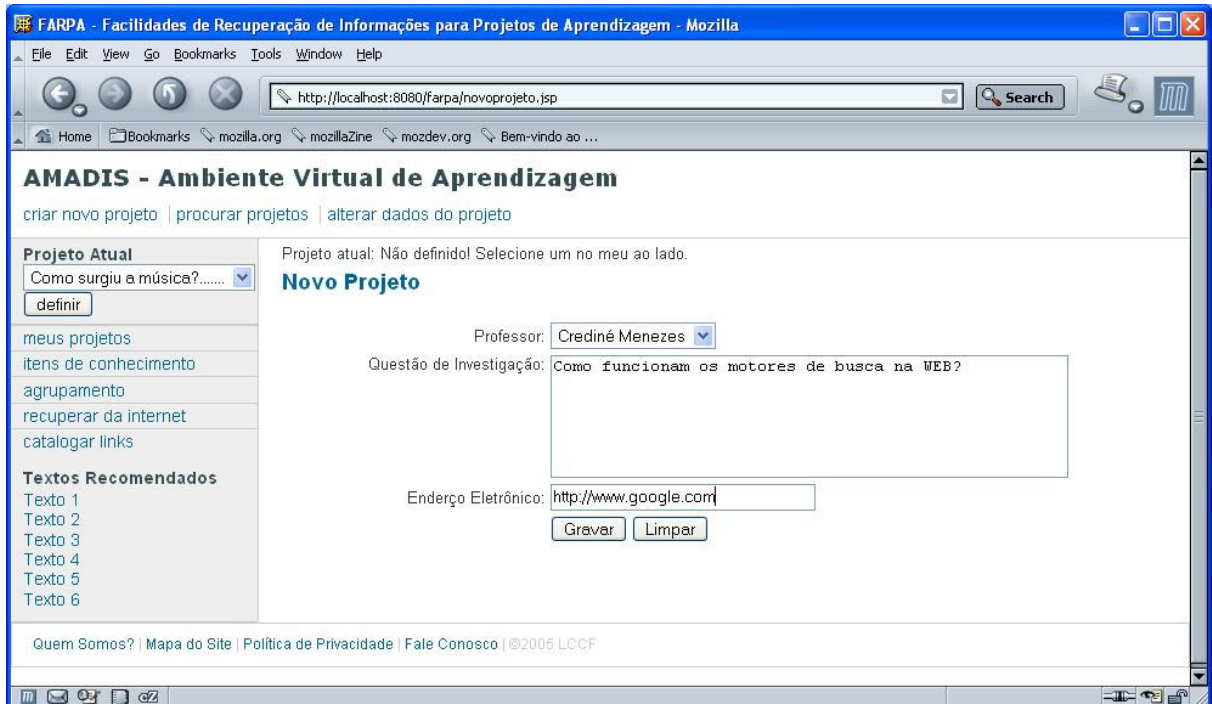 FARPA - Facilidades de Recuperação de Informações para Projetos de Aprendizagem - Mozilla
File Edit View Go Bookmarks Tools Window Help
http://localhost:8080/farpa/novoprojeto.jsp Search
Home Bookmarks mozilla.org mozillaZine mozdev.org Bem-vindo ao ...
AMADIS - Ambiente Virtual de Aprendizagem
criar novo projeto | procurar projetos | alterar dados do projeto
Projeto Atual
Como surgiu a música?.......
definir
meus projetos
itens de conhecimento
agrupamento
recuperar da internet
catalogar links
Textos Recomendados
Texto 1
Texto 2
Texto 3
Texto 4
Texto 5
Texto 6
Projeto atual: Não definido! Selecione um no meu ao lado.
Novo Projeto
Professor: Crediné Menezes
Questão de Investigação: Como funcionam os motores de busca na WEB?
Enderço Eletrônico: http://www.google.com
Gravar Limpar
Quem Somos? | Mapa do Site | Política de Privacidade | Fale Conosco | ©2005 LCCF